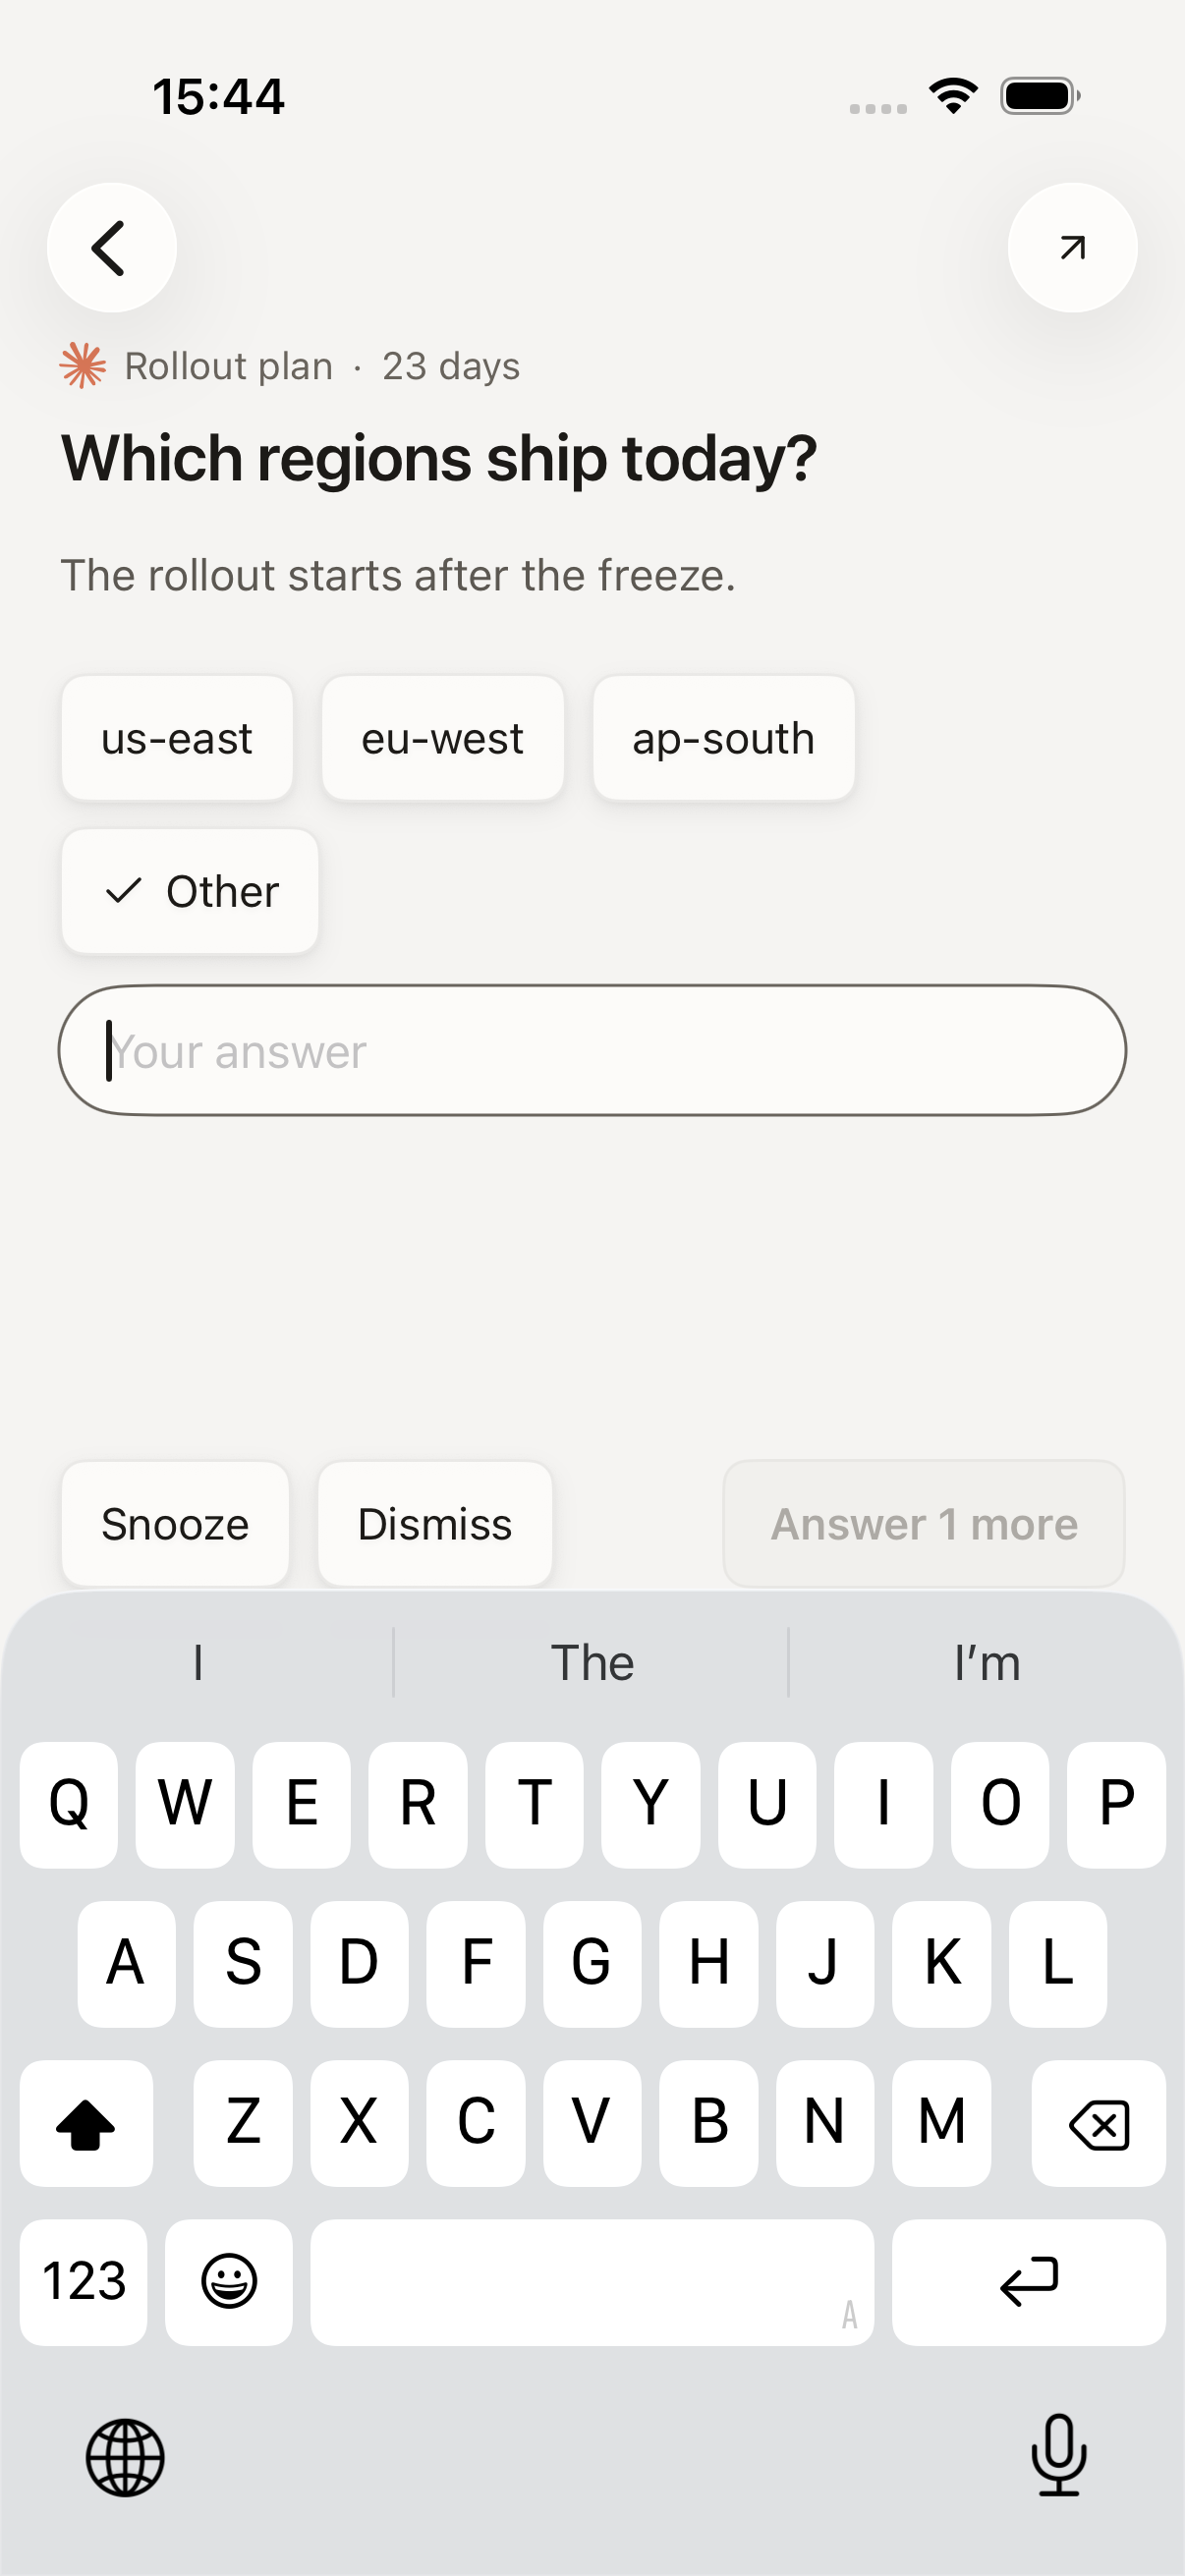 15:44
Rollout plan · 23 days
Which regions ship today?
The rollout starts after the freeze.
us-east eu-west ap-south
Other
Your answer
Snooze Dismiss Answer 1 more
I The I’m
Q W E R T Y U I O P
A S D F G H J K L
Z X C V B N M
123 A